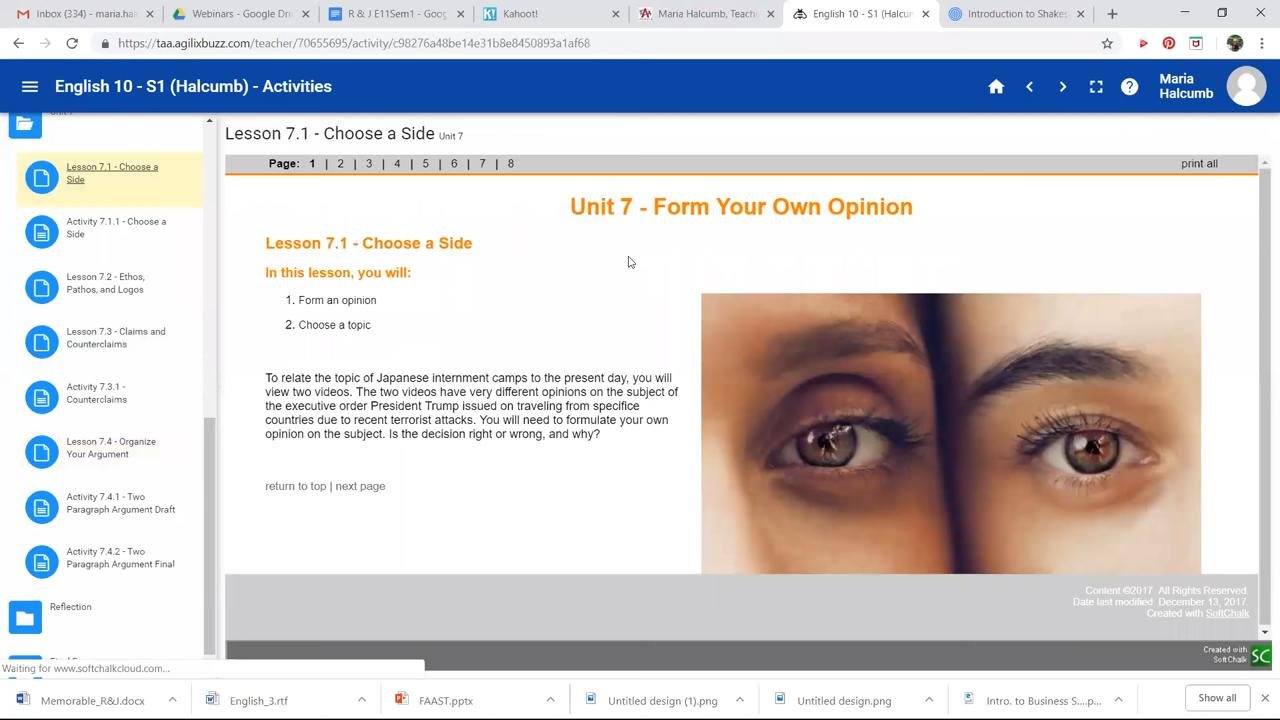 Inbox (334) - maria.hal
Webinars - Google Dri
R & J E11Sem1 - Goog
Kahoot!
Maria Halcumb, Teache
English 10 - S1 (Halcum
Introduction to Shakes
https://taa.agilixbuzz.com/teacher/70655695/activity/c98276a48be14e31b8e8450893a1af68
English 10 - S1 (Halcumb) - Activities
Maria
Halcumb
Lesson 7.1 - Choose a
Side
Activity 7.1.1 - Choose a
Side
Lesson 7.2 - Ethos,
Pathos, and Logos
Lesson 7.3 - Claims and
Counterclaims
Activity 7.3.1 -
Counterclaims
Lesson 7.4 - Organize
Your Argument
Activity 7.4.1 - Two
Paragraph Argument Draft
Activity 7.4.2 - Two
Paragraph Argument Final
Reflection
Lesson 7.1 - Choose a Side Unit 7
Page: 1 | 2 | 3 | 4 | 5 | 6 | 7 | 8 print all
Unit 7 - Form Your Own Opinion
Lesson 7.1 - Choose a Side
In this lesson, you will:
1. Form an opinion
2. Choose a topic
To relate the topic of Japanese internment camps to the present day, you will
view two videos. The two videos have very different opinions on the subject of
the executive order President Trump issued on traveling from specific
countries due to recent terrorist attacks. You will need to formulate your own
opinion on the subject. Is the decision right or wrong, and why?
return to top | next page
Content ©2017 All Rights Reserved.
Date last modified December 13, 2017.
Created with SoftChalk
Created with
SoftChalk SC
Waiting for www.softchalkcloud.com...
Memorable_R&J.docx
English_3.rtf
FAAST.pptx
Untitled design (1).png
Untitled design.png
Intro. to Business S....p...
Show all